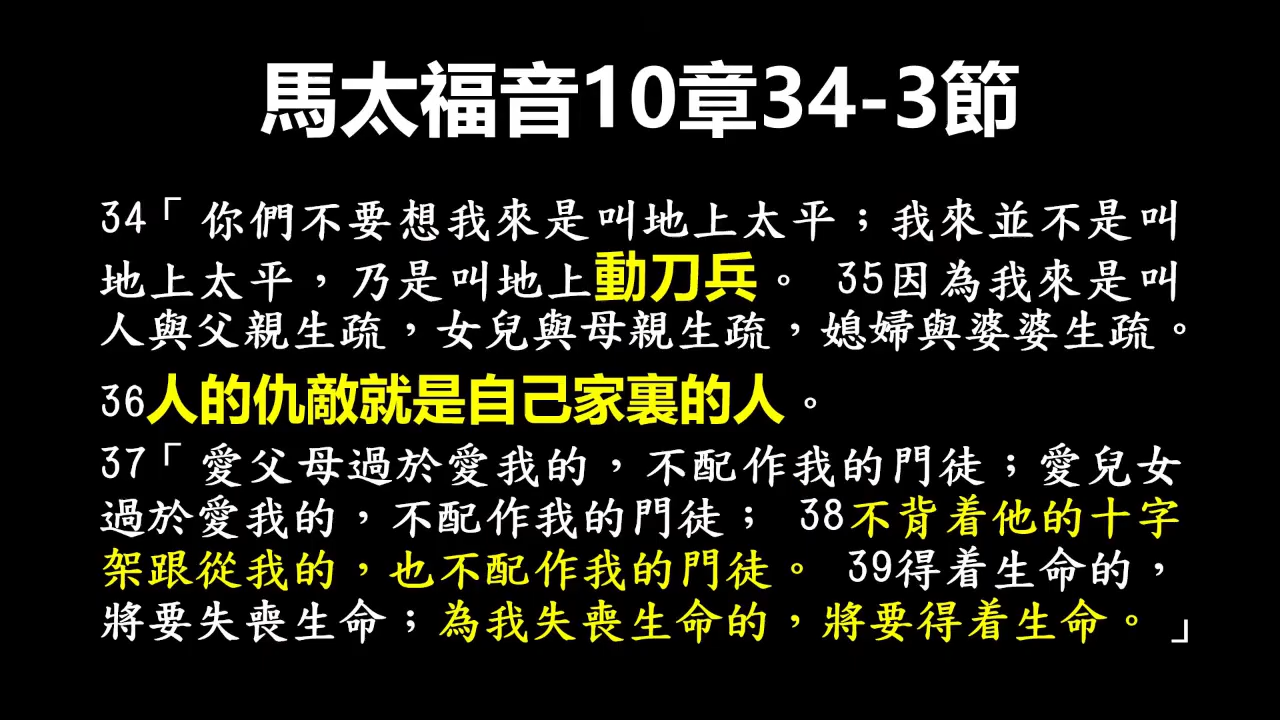 馬太福音10章34-3節
34「 你們不要想我來是叫地上太平；我來並不是叫
地上太平，乃是叫地上動刀兵。 35因為我來是叫
人與父親生疏，女兒與母親生疏，媳婦與婆婆生疏。
36人的仇敵就是自己家裏的人。
37「 愛父母過於愛我的，不配作我的門徒；愛兒女
過於愛我的，不配作我的門徒； 38不背着他的十字
架跟從我的，也不配作我的門徒。 39得着生命的，
將要失喪生命；為我失喪生命的，將要得着生命。」